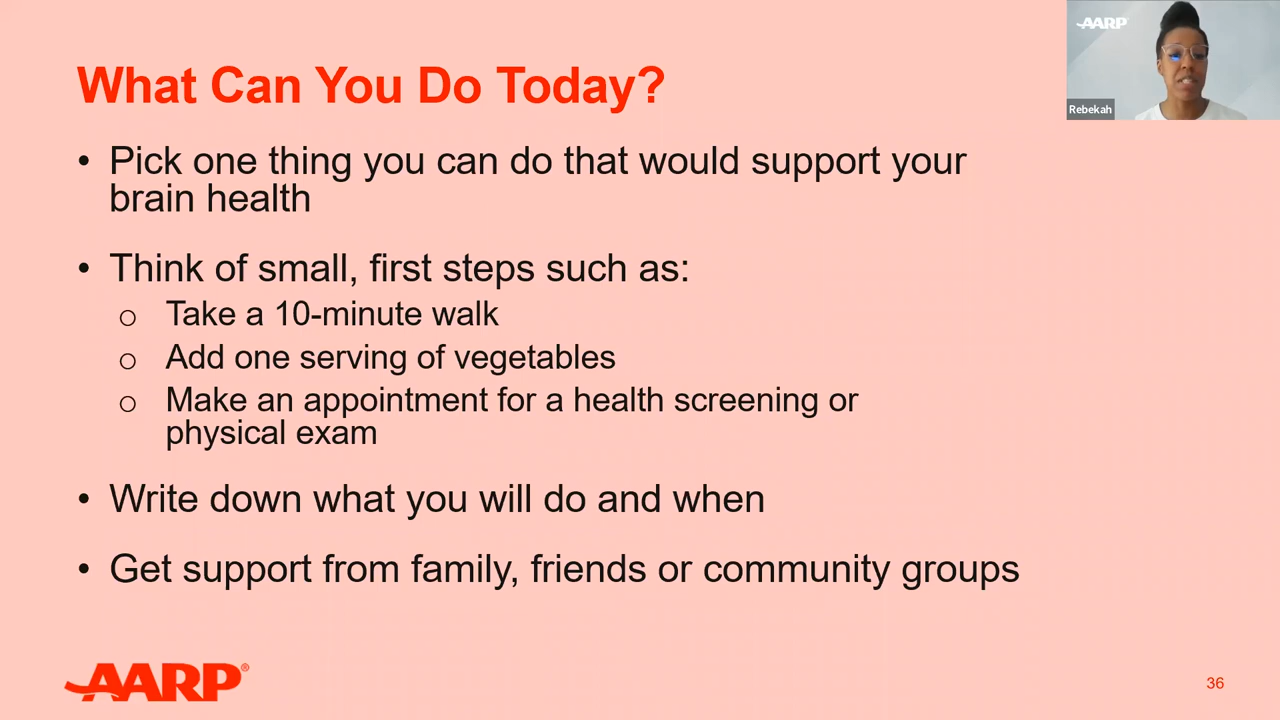 AARP
Rebekah
What Can You Do Today?
• Pick one thing you can do that would support your
brain health
• Think of small, first steps such as:
o Take a 10-minute walk
o Add one serving of vegetables
o Make an appointment for a health screening or
physical exam
• Write down what you will do and when
• Get support from family, friends or community groups
AARP®
36